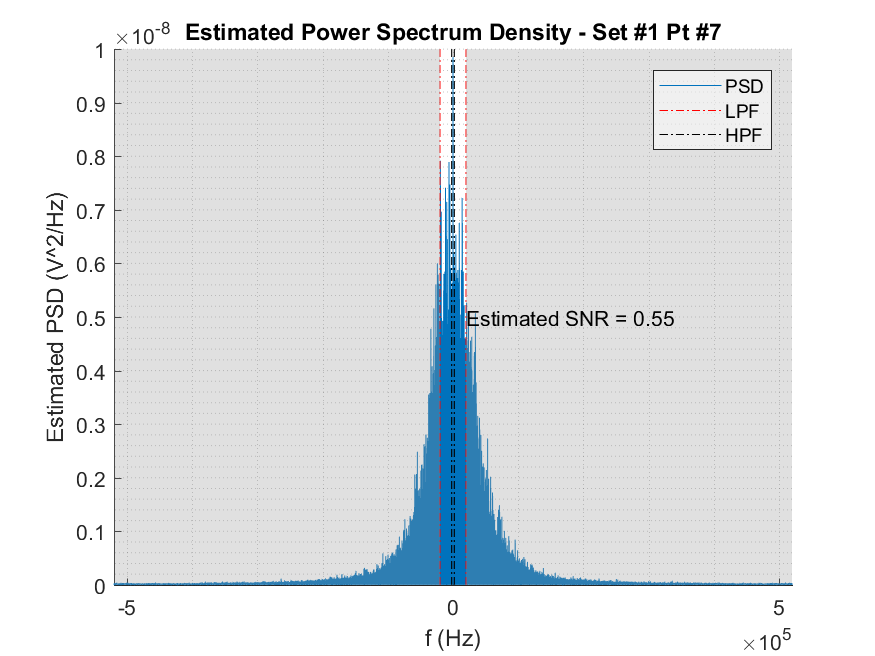 ×10⁻⁸ Estimated Power Spectrum Density - Set #1 Pt #7
1
0.9
0.8
0.7
0.6
0.5
0.4
0.3
0.2
0.1
0
Estimated PSD (V^2/Hz)
PSD
LPF
HPF
Estimated SNR = 0.55
-5 0 5
f (Hz)
×10⁵